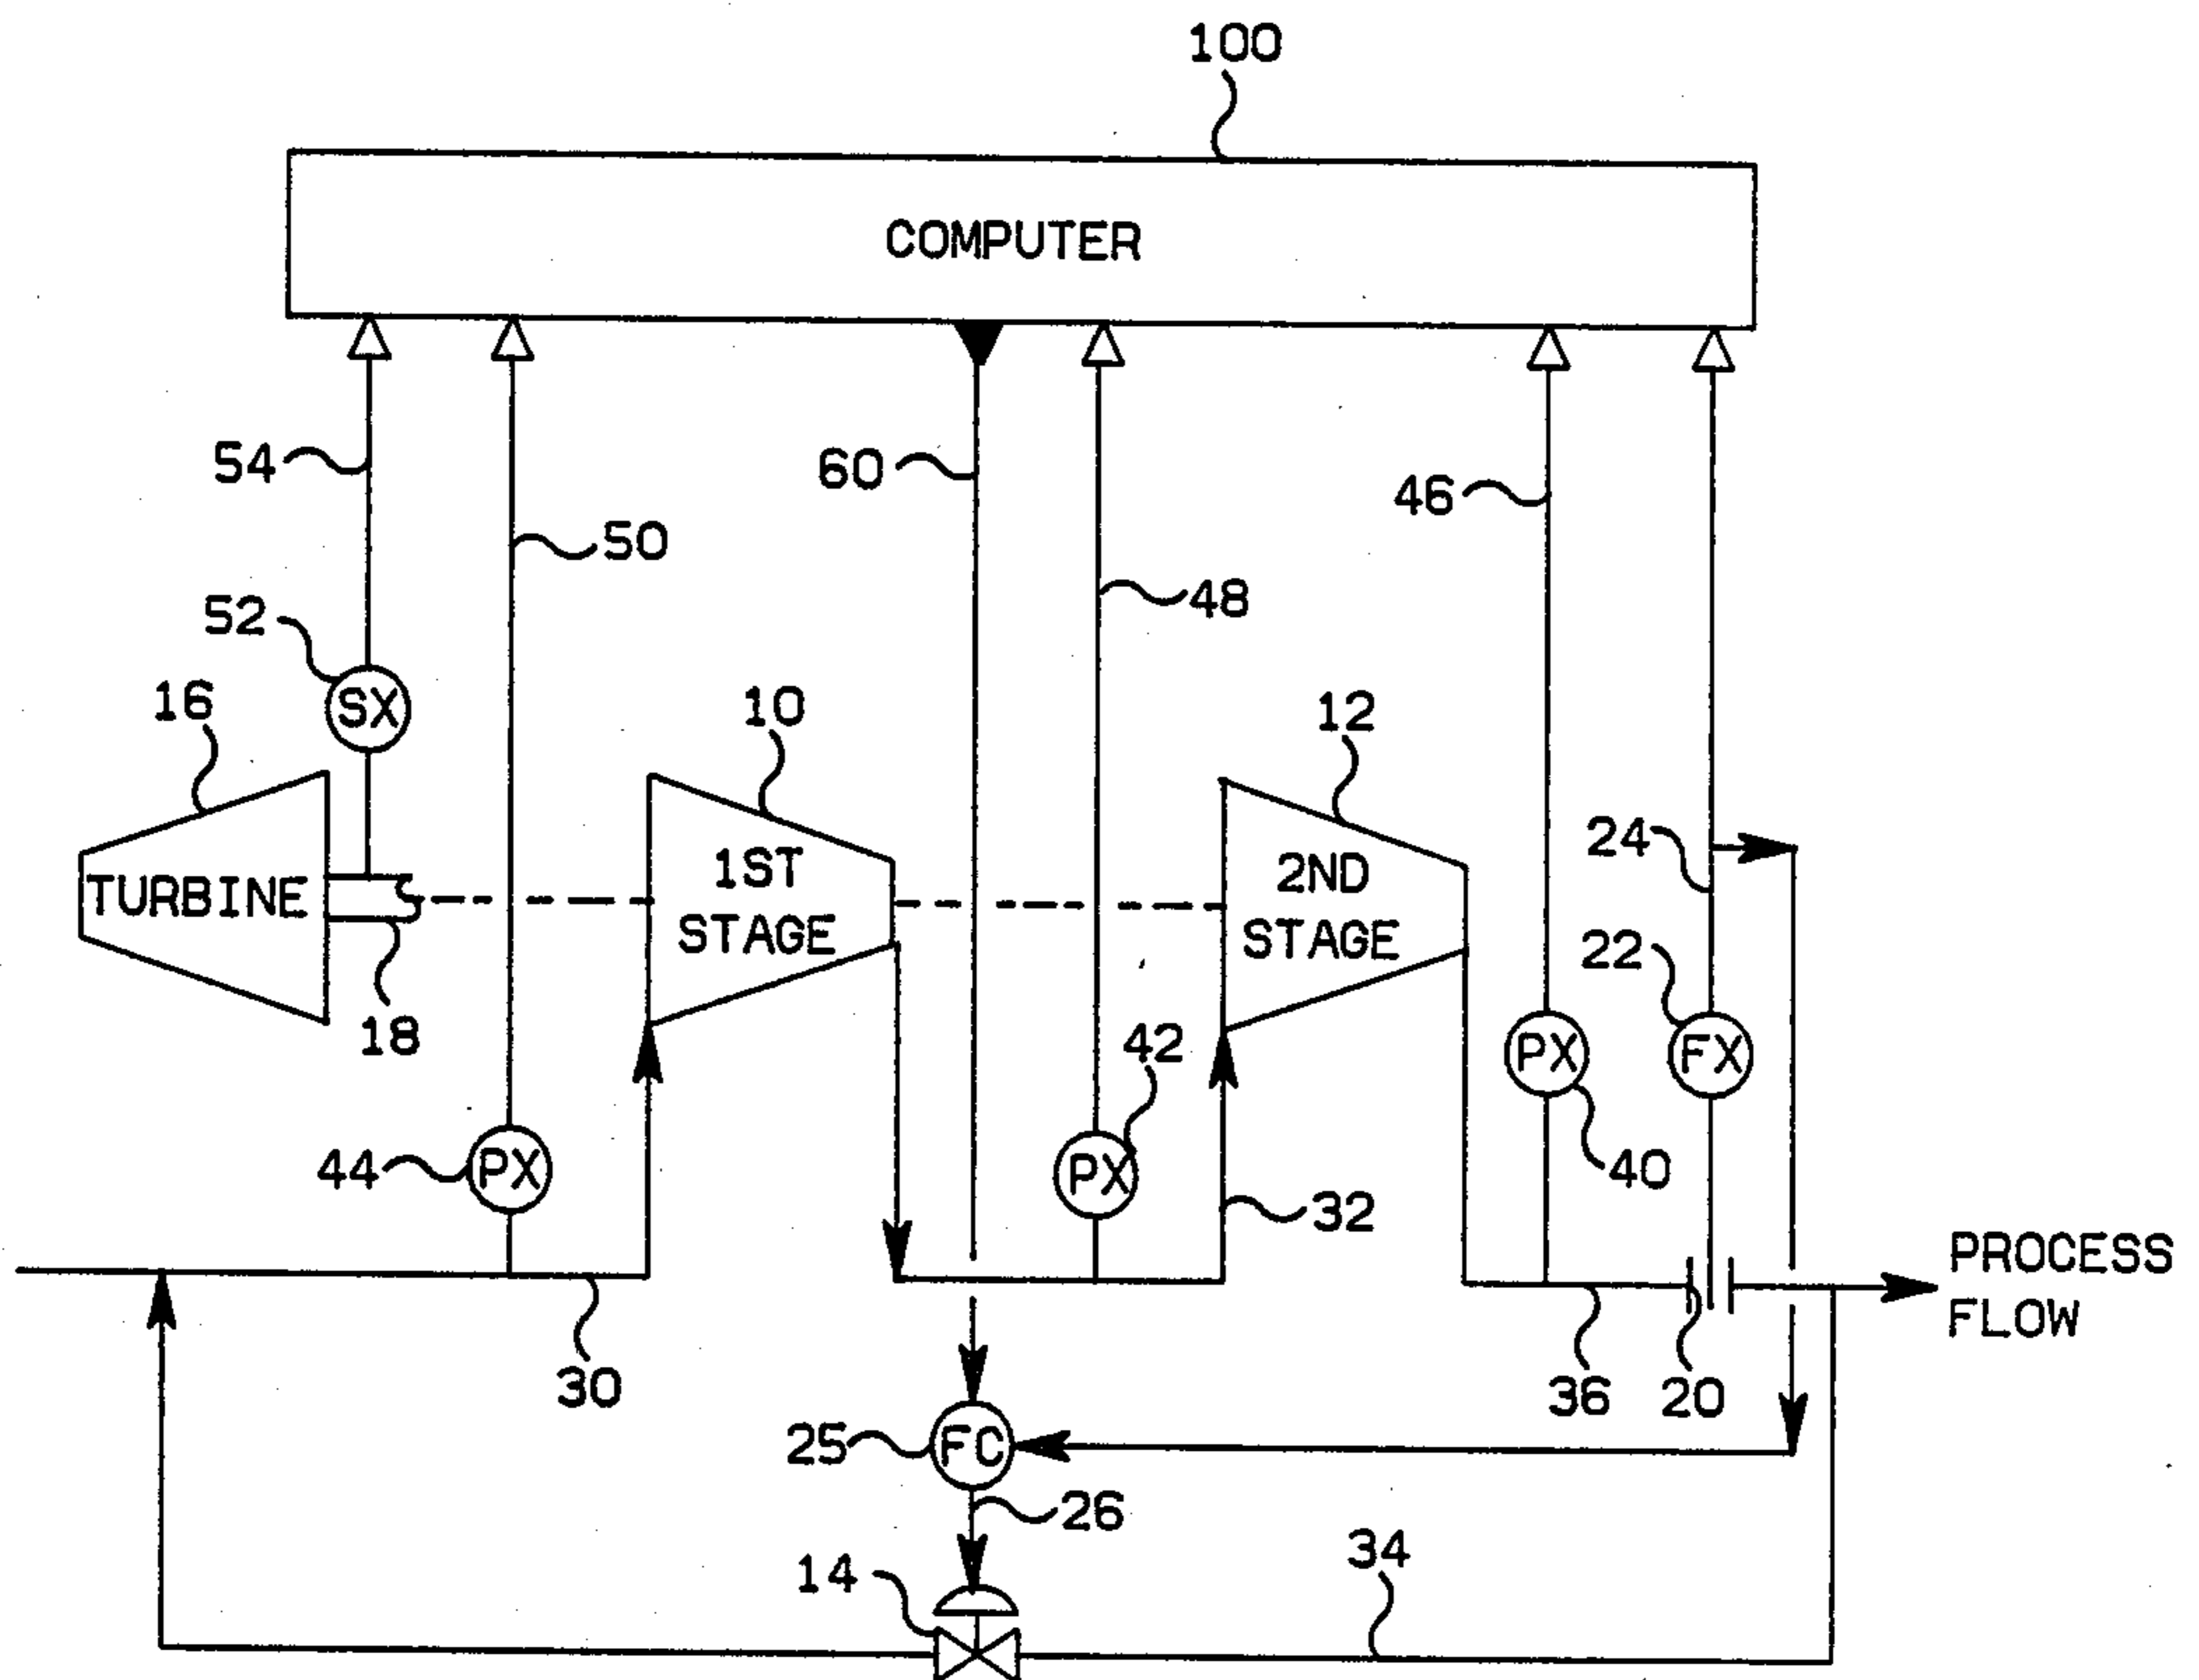 100
COMPUTER
54
60
46
50
48
52
16
10
12
SX
24
1ST
STAGE
2ND
STAGE
TURBINE
22
18
42
PX
FX
44
PX
PX
40
32
PROCESS
FLOW
30
36
20
25
FC
26
14
34